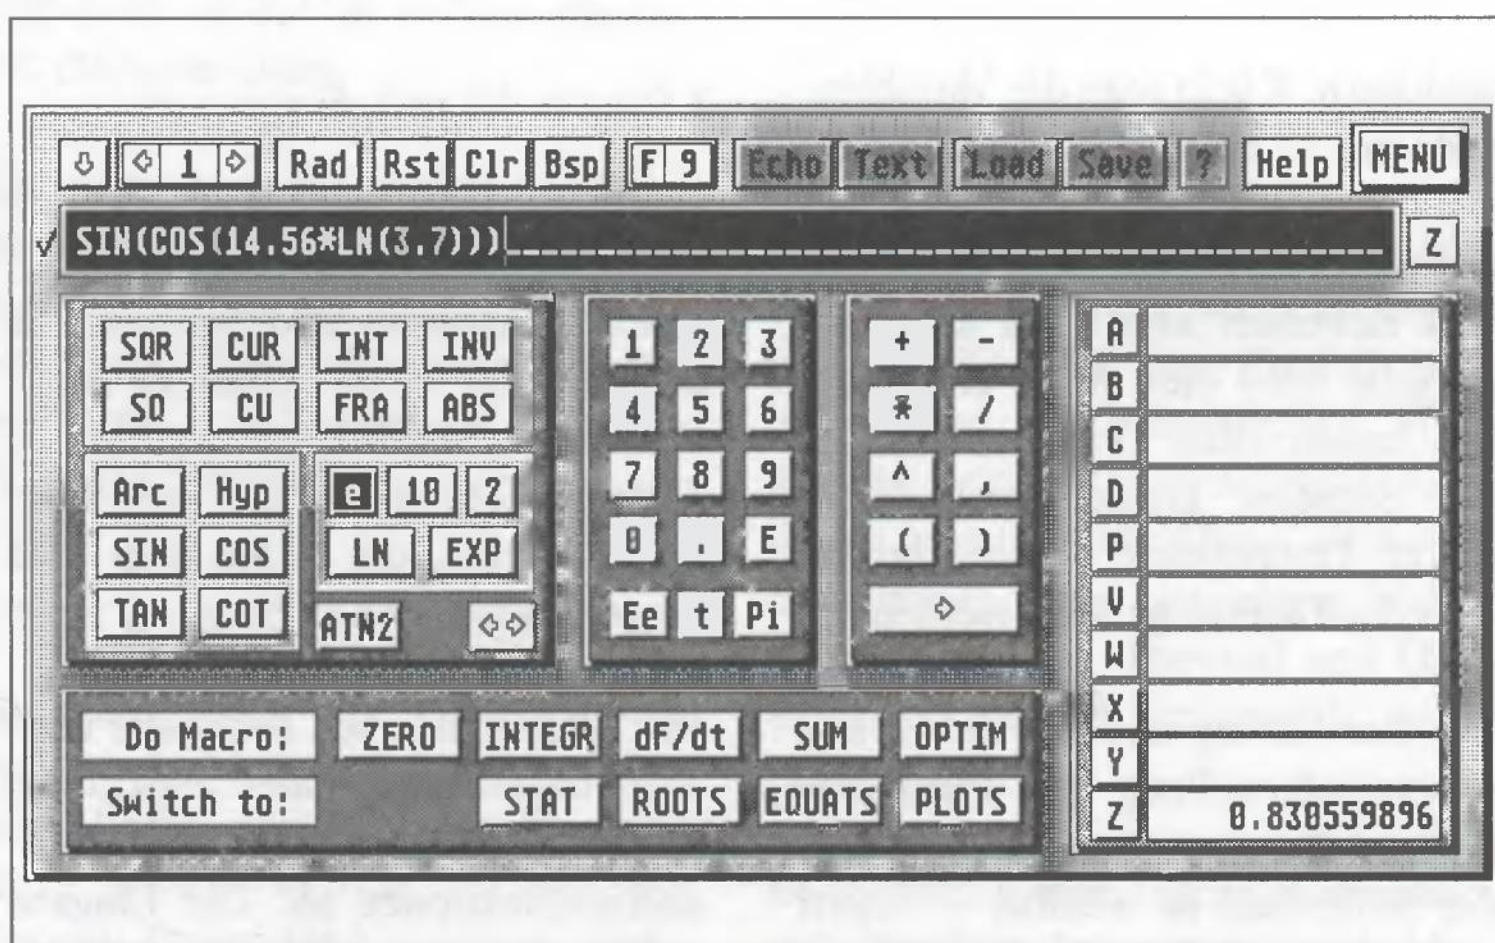 1 Rad Rst Clr Bsp F 9 Echo Text Load Save ? Help MENU
√ SIN(COS(14.56*LN(3.7))) Z
SQR CUR INT INV
SQ CU FRA ABS
Arc Hyp
SIN COS
TAN COT
e 10 2
LN EXP
ATN2
1 2 3
4 5 6
7 8 9
0 . E
Ee t Pi
+ -
* /
^ ,
( )
A
B
C
D
P
V
W
X
Y
Z 0.830559896
Do Macro: ZERO INTEGR dF/dt SUM OPTIM
Switch to: STAT ROOTS EQUATS PLOTS